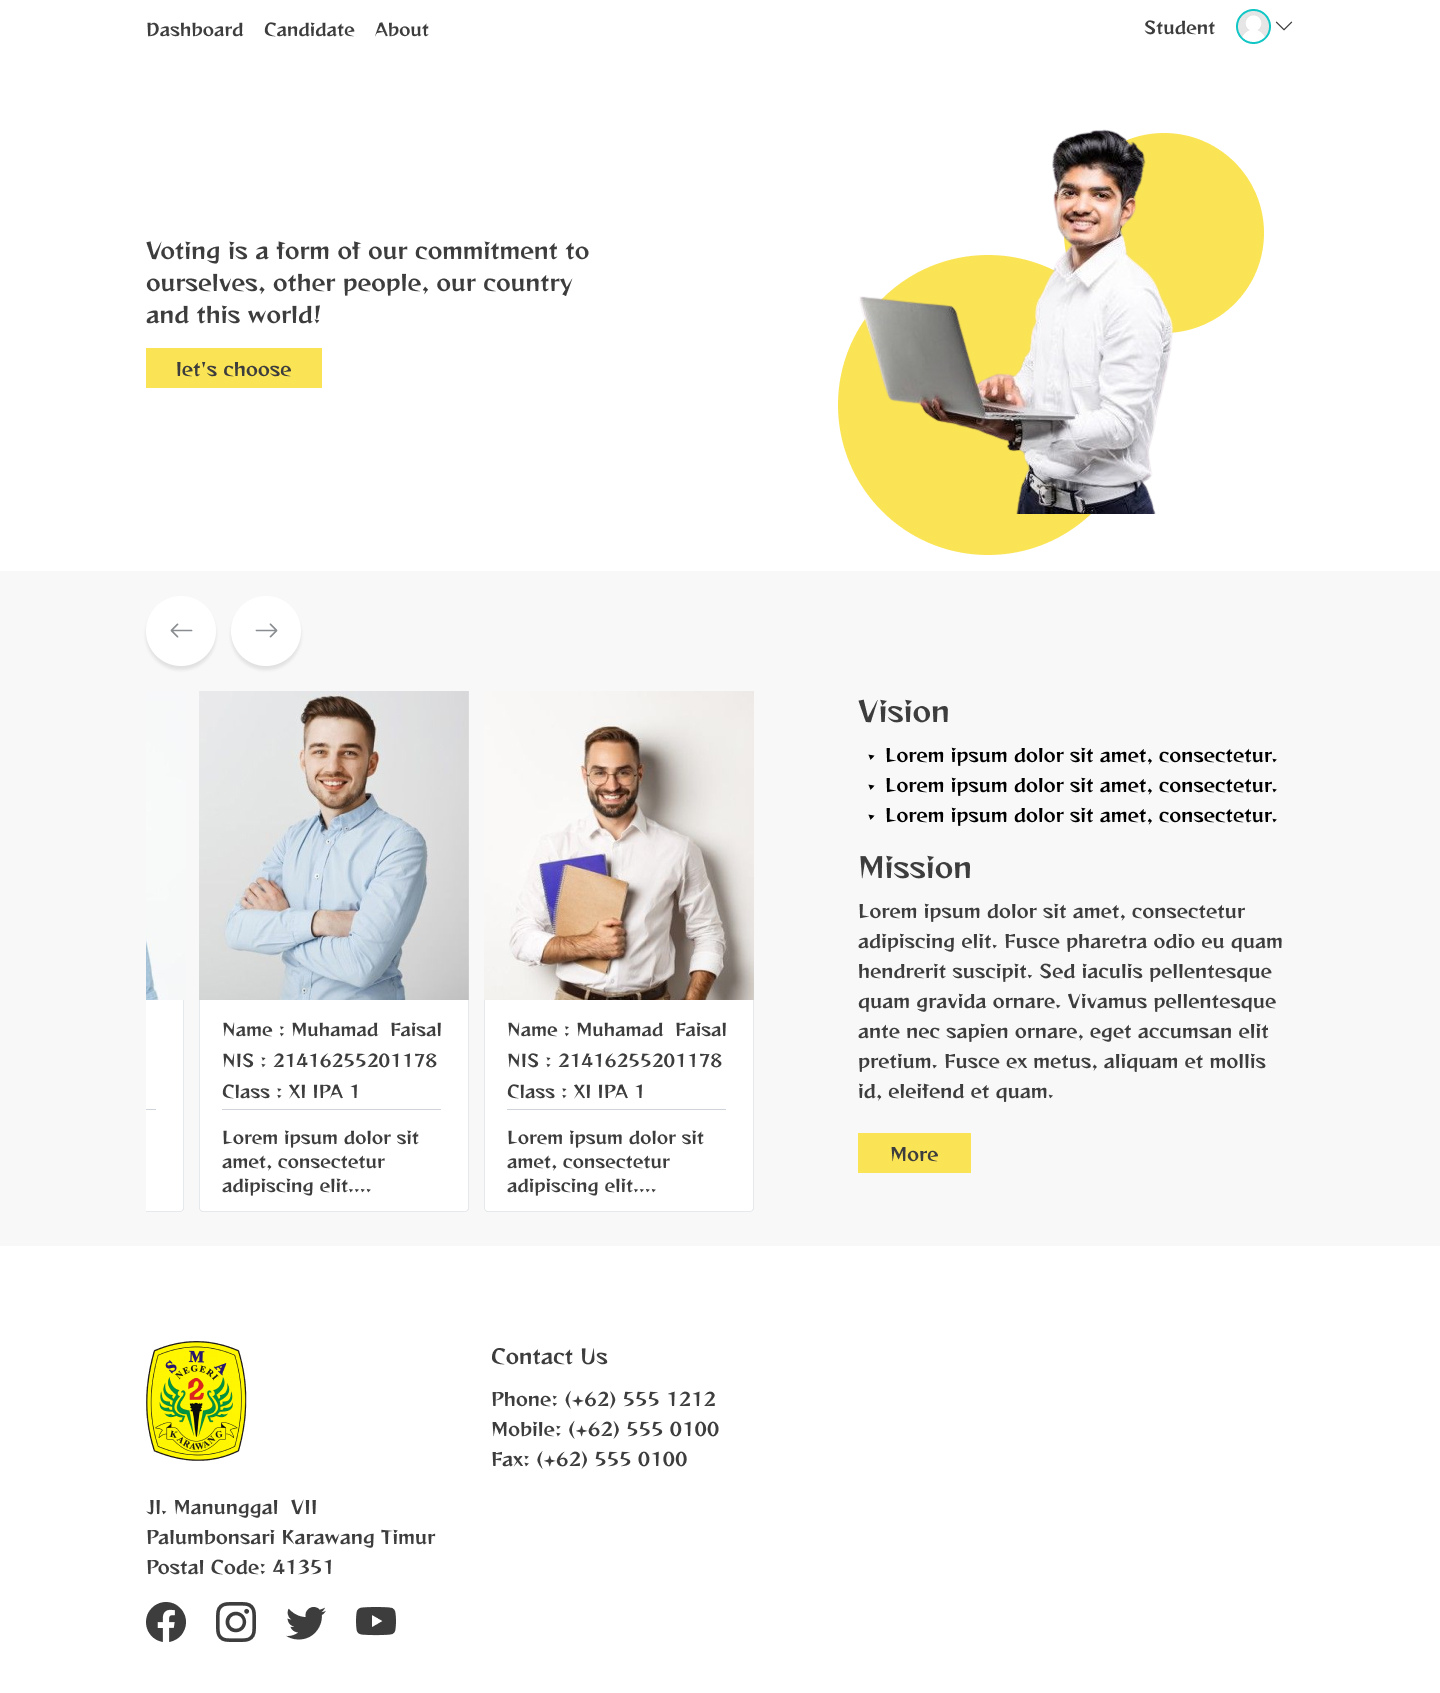 Dashboard Candidate About
Student
Voting is a form of our commitment to
ourselves, other people, our country
and this world!
let's choose
Name : Muhamad Faisal
NIS : 21416255201178
Class : XI IPA 1
Lorem ipsum dolor sit
amet, consectetur
adipiscing elit....
Name : Muhamad Faisal
NIS : 21416255201178
Class : XI IPA 1
Lorem ipsum dolor sit
amet, consectetur
adipiscing elit....
Vision
Lorem ipsum dolor sit amet, consectetur.
Lorem ipsum dolor sit amet, consectetur.
Lorem ipsum dolor sit amet, consectetur.
Mission
Lorem ipsum dolor sit amet, consectetur
adipiscing elit. Fusce pharetra odio eu quam
hendrerit suscipit. Sed iaculis pellentesque
quam gravida ornare. Vivamus pellentesque
ante nec sapien ornare, eget accumsan elit
pretium. Fusce ex metus, aliquam et mollis
id, eleifend et quam.
More
SMA
NEGERI
2
KARAWANG
Jl. Manunggal VII
Palumbonsari Karawang Timur
Postal Code: 41351
Contact Us
Phone: (+62) 555 1212
Mobile: (+62) 555 0100
Fax: (+62) 555 0100